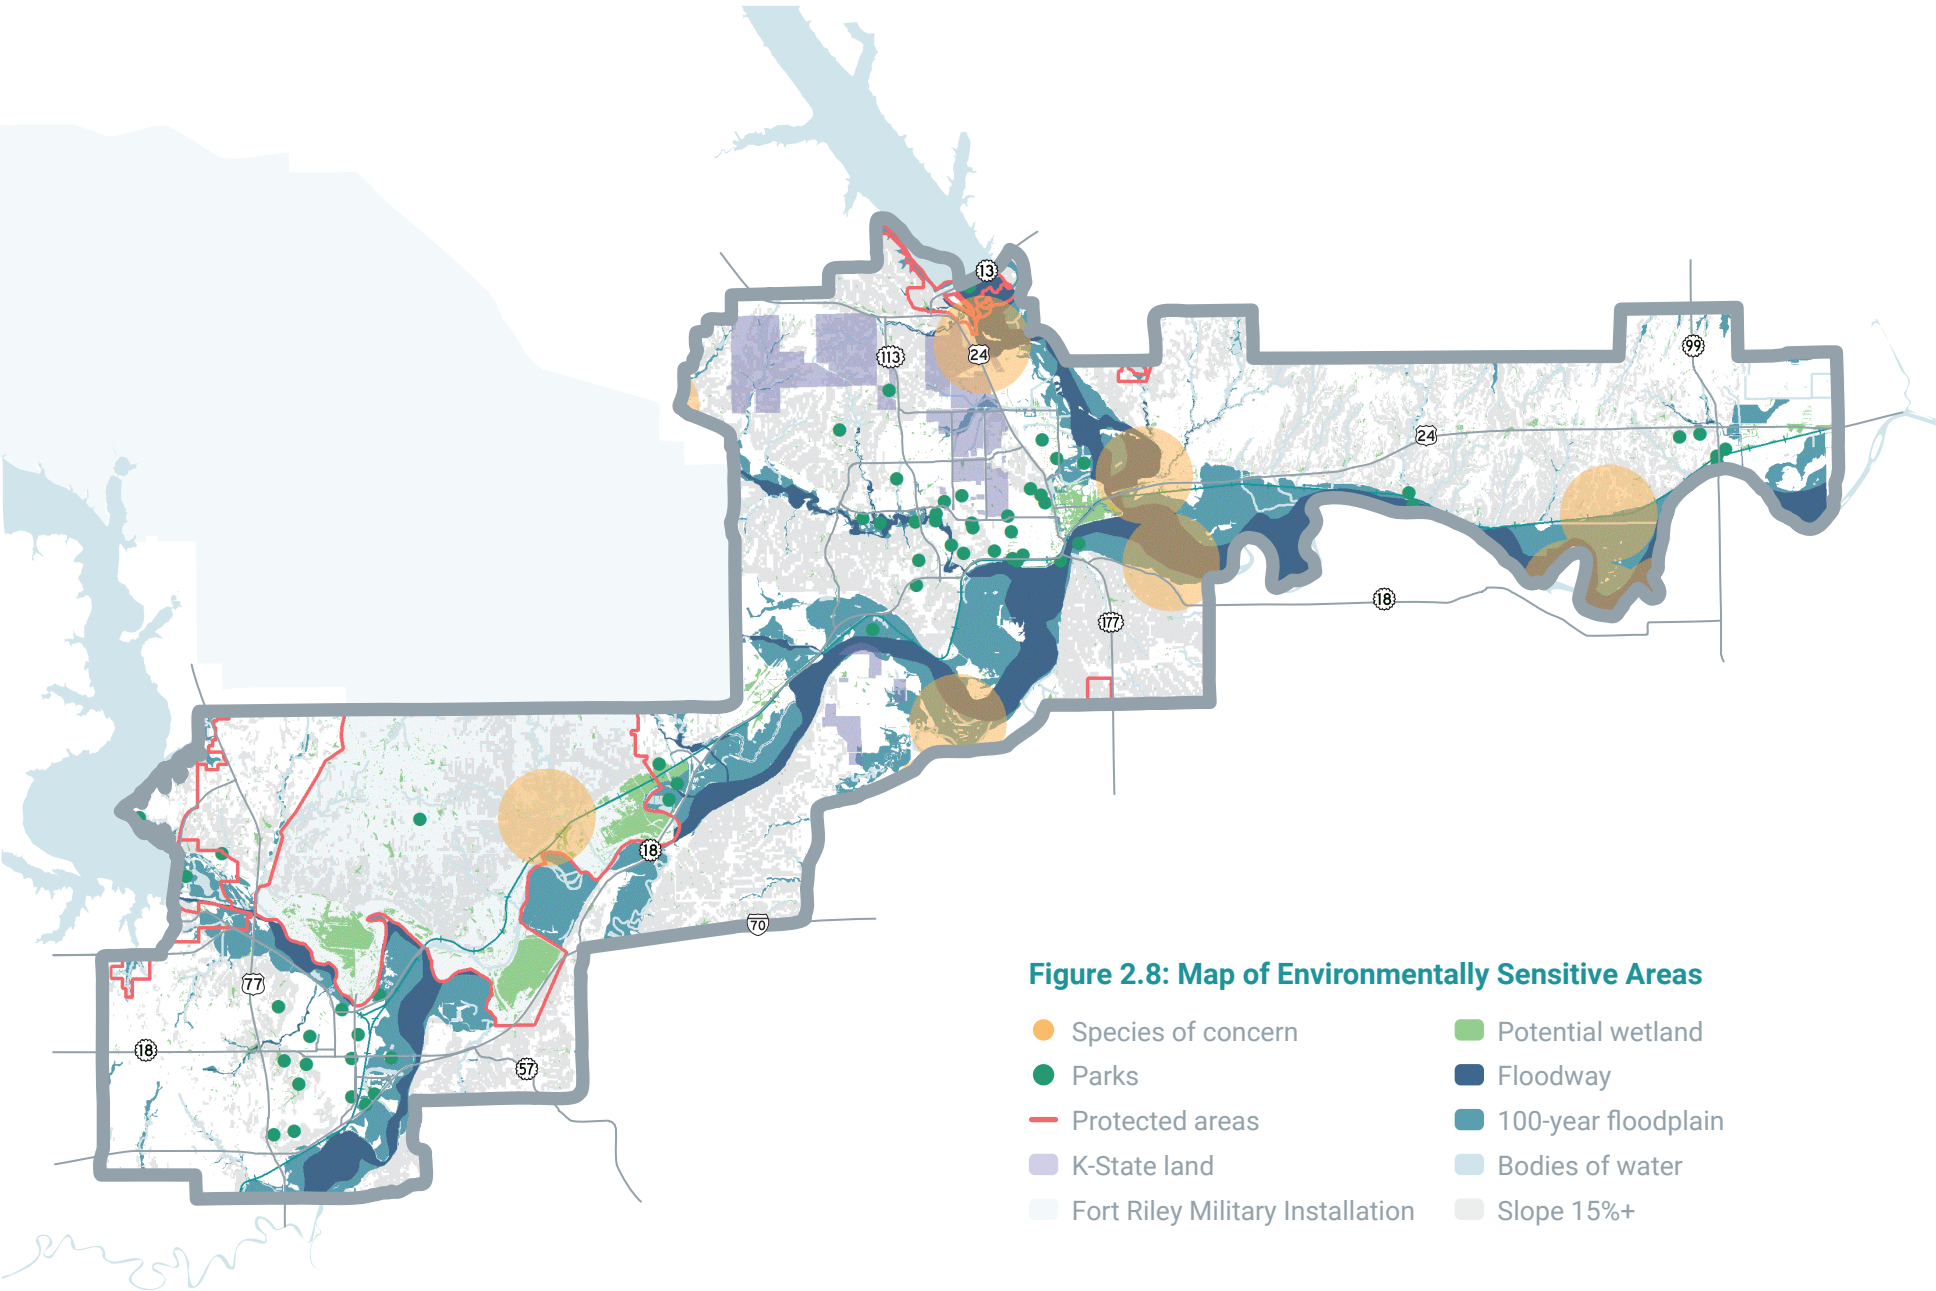 13
99
113
24
24
18
177
18
70
77
18
57
Figure 2.8: Map of Environmentally Sensitive Areas
Species of concern
Parks
Protected areas
K-State land
Fort Riley Military Installation
Potential wetland
Floodway
100-year floodplain
Bodies of water
Slope 15%+